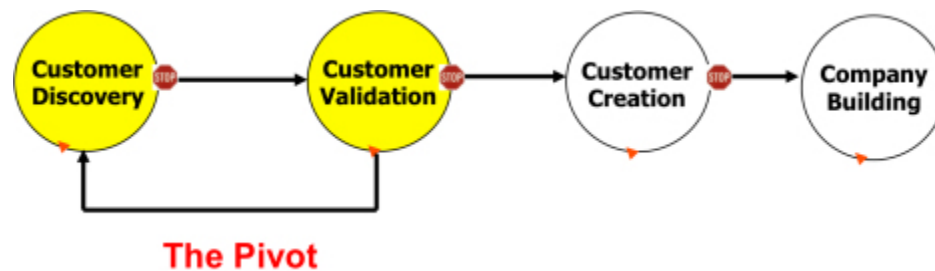 Customer
Discovery
STOP
Customer
Validation
STOP
Customer
Creation
STOP
Company
Building
The Pivot